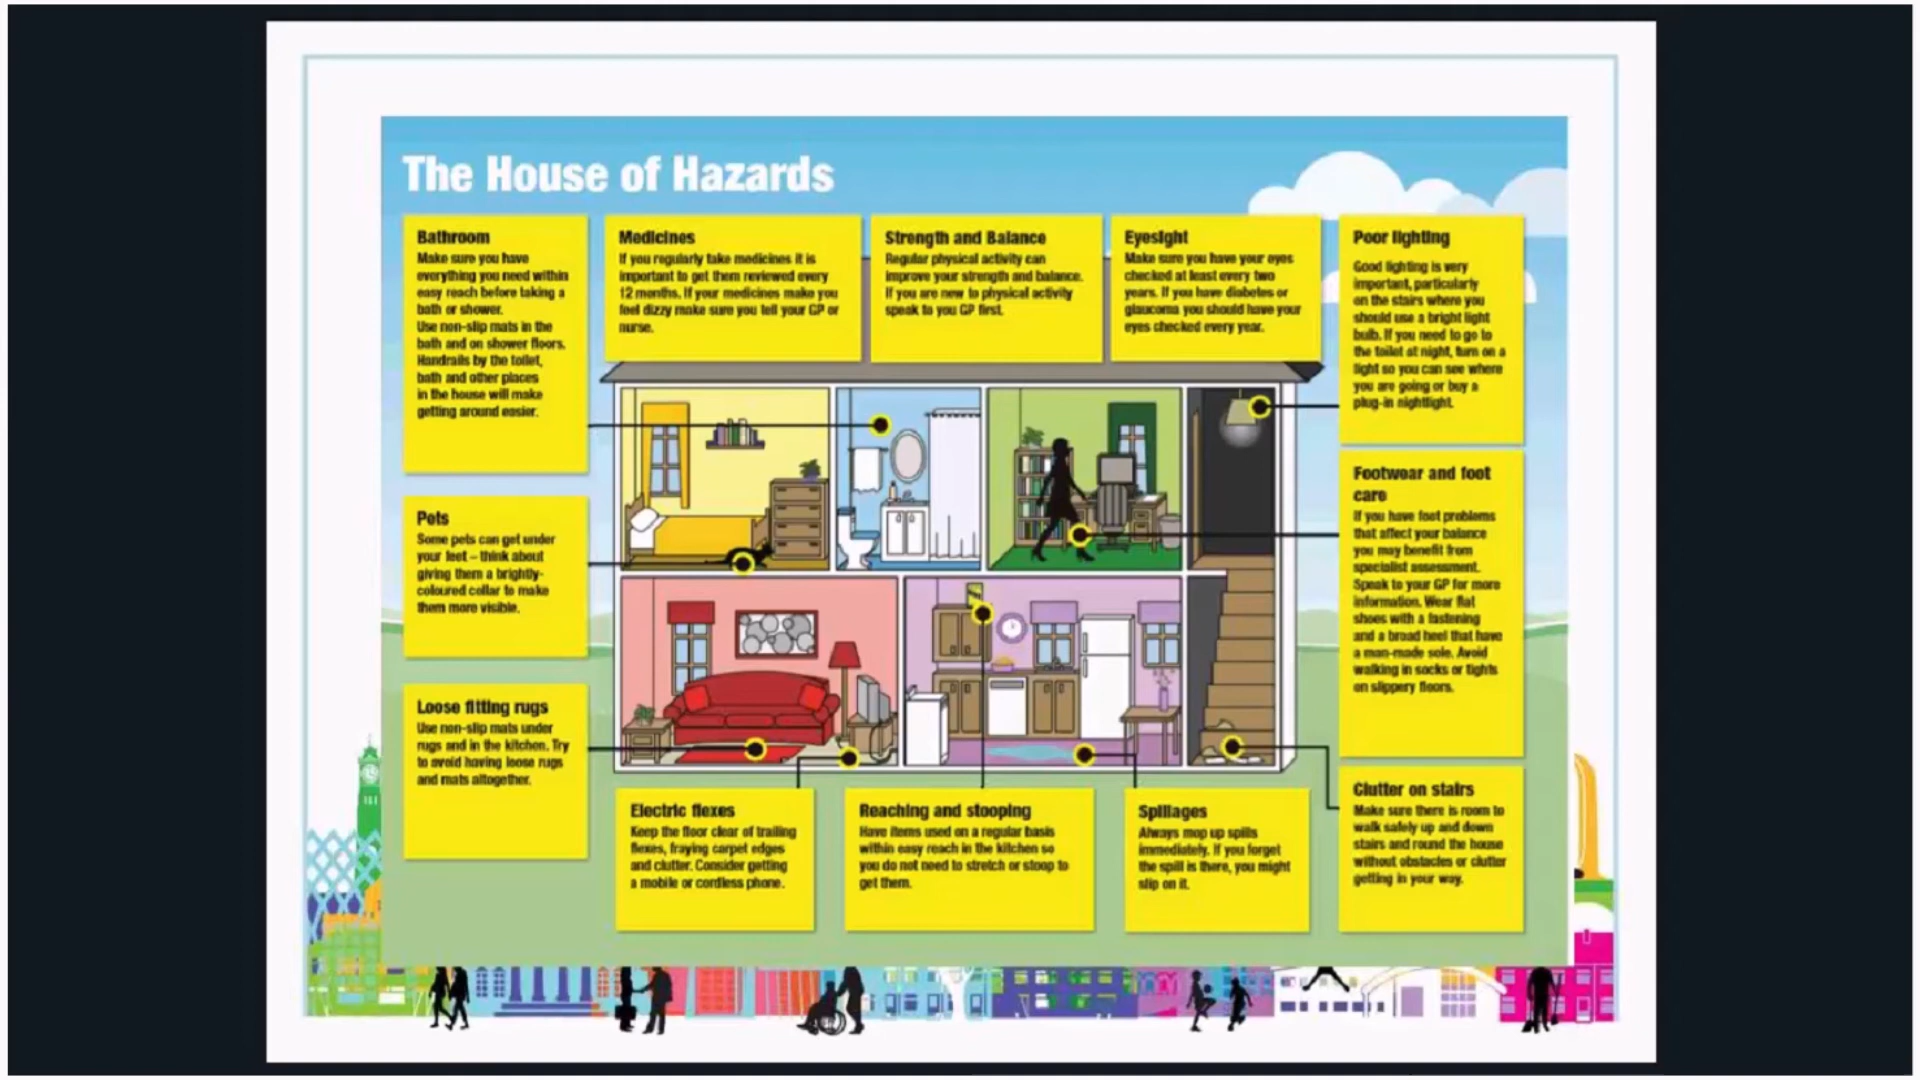 The House of Hazards
Bathroom
Make sure you have
everything you need within
easy reach before taking a
bath or shower.
Use non-slip mats in the
bath and on shower floors.
Handrails by the toilet,
bath and other places
in the house will make
getting around easier.
Medicines
If you regularly take medicines it is
important to get them reviewed every
12 months. If your medicines make you
feel dizzy make sure you tell your GP or
nurse.
Strength and Balance
Regular physical activity can
improve your strength and balance.
If you are new to physical activity
speak to you GP first.
Eyesight
Make sure you have your eyes
checked at least every two
years. If you have diabetes or
glaucoma you should have your
eyes checked every year.
Poor lighting
Good lighting is very
important, particularly
on the stairs where you
should use a bright light
bulb. If you need to go to
the toilet at night, turn on a
light so you can see where
you are going or buy a
plug-in nightlight.
Pets
Some pets can get under
your feet – think about
giving them a brightly-
coloured collar to make
them more visible.
Footwear and foot
care
If you have foot problems
that affect your balance
you may benefit from
specialist assessment.
Speak to your GP for more
information. Wear flat
shoes with a fastening
and a broad heel that have
a man-made sole. Avoid
walking in socks or tights
on slippery floors.
Loose fitting rugs
Use non-slip mats under
rugs and in the kitchen. Try
to avoid having loose rugs
and mats altogether.
Electric flexes
Keep the floor clear of trailing
flexes, fraying carpet edges
and clutter. Consider getting
a mobile or cordless phone.
Reaching and stooping
Have items used on a regular basis
within easy reach in the kitchen so
you do not need to stretch or stoop to
get them.
Spillages
Always mop up spills
immediately. If you forget
the spill is there, you might
slip on it.
Clutter on stairs
Make sure there is room to
walk safely up and down
stairs and round the house
without obstacles or clutter
getting in your way.